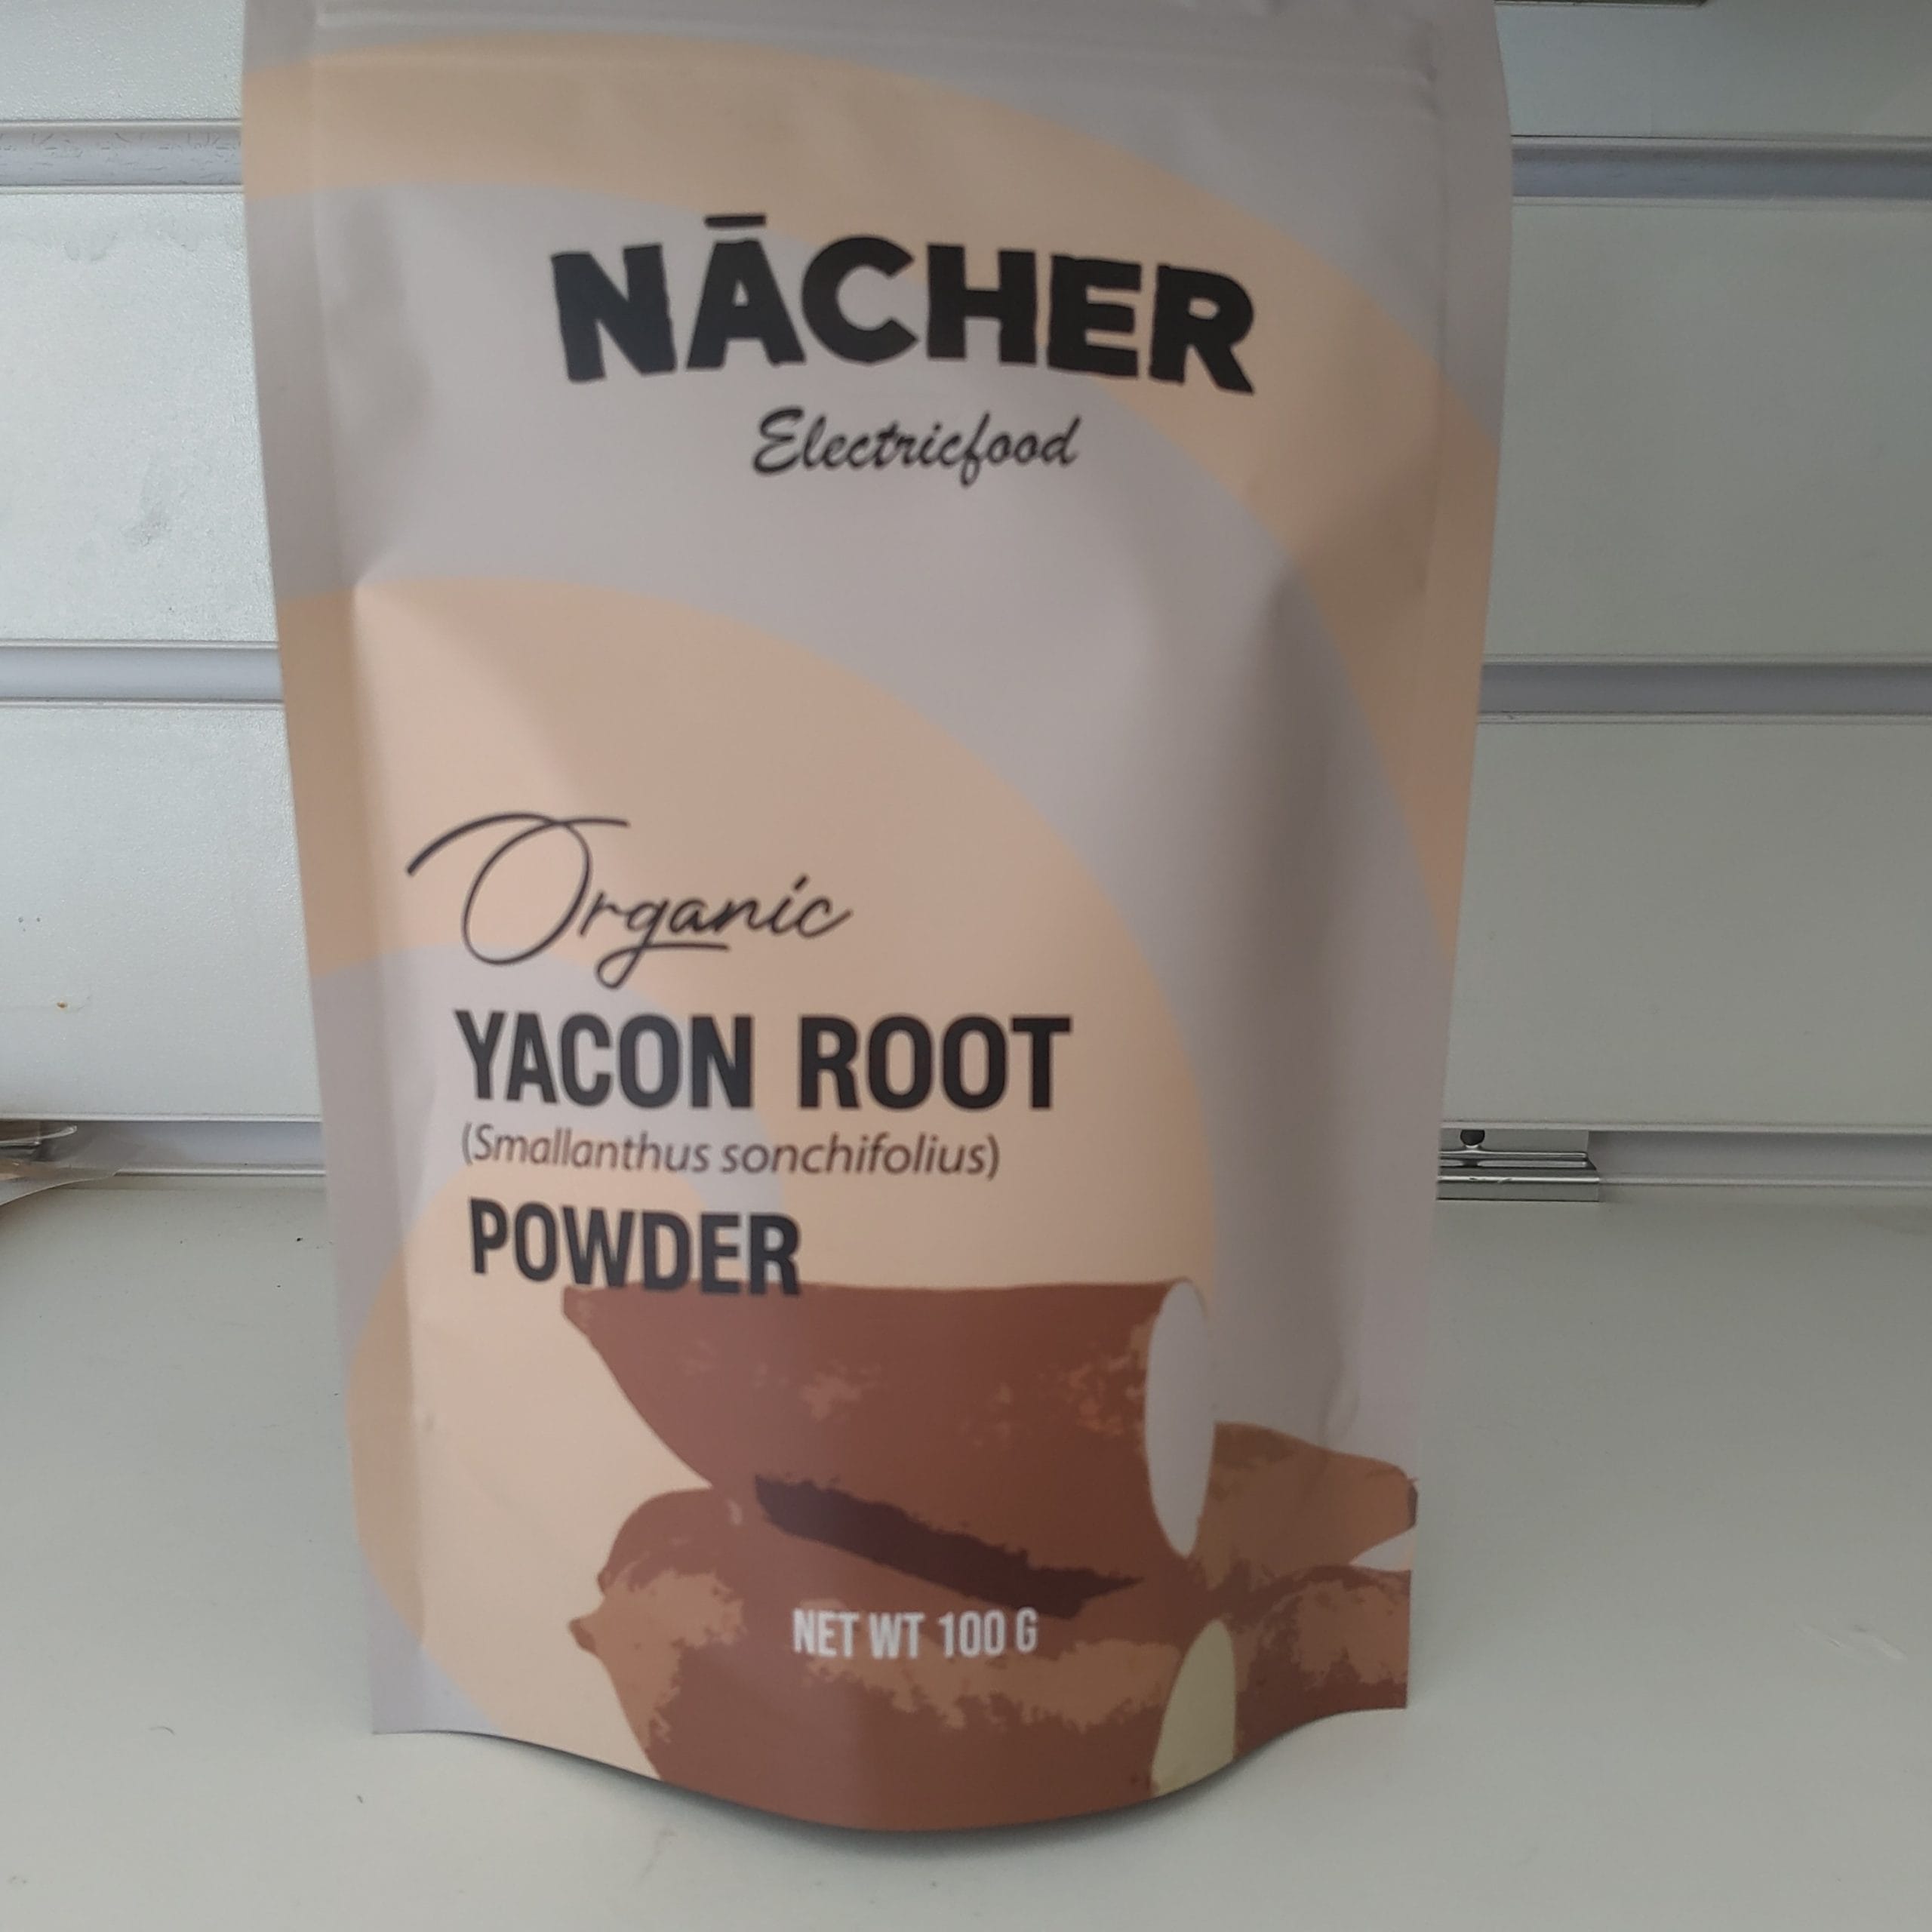 NĀCHER
Electricfood
Organic
YACON ROOT
(Smallanthus sonchifolius)
POWDER
NET WT 100 G